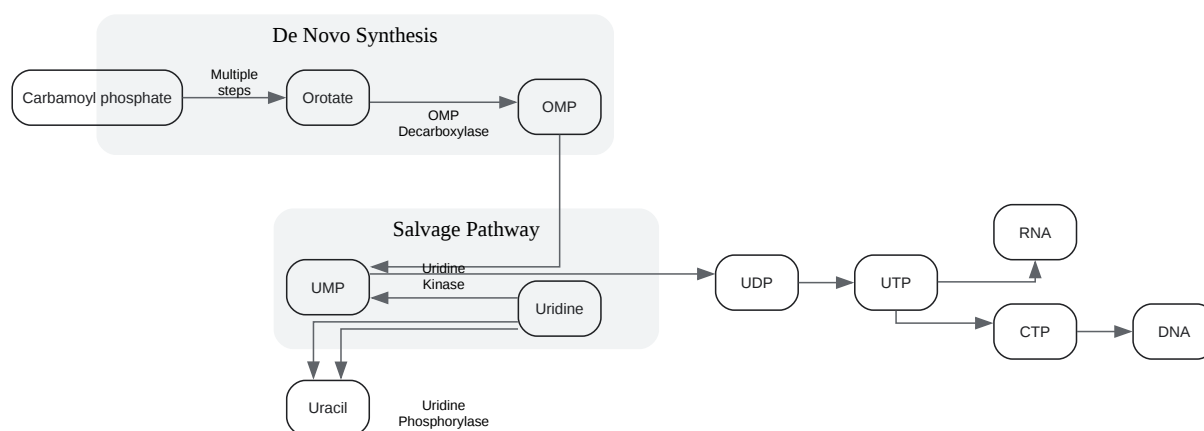 De Novo Synthesis
Carbamoyl phosphate
Multiple
steps
Orotate
OMP
Decarboxylase
OMP
Salvage Pathway
UMP
Uridine
Kinase
Uridine
UDP
UTP
RNA
CTP
DNA
Uracil
Uridine
Phosphorylase